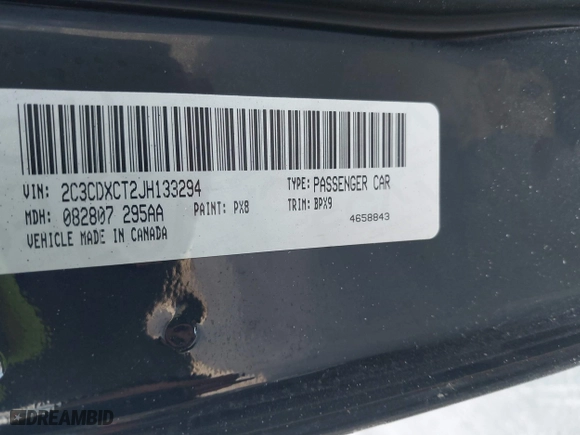 VIN: 2C3CDXCT2JH133294 TYPE: PASSENGER CAR
MDH: 082807 295AA PAINT: PX8 TRIM: BPX9
VEHICLE MADE IN CANADA 4658843
DREAMBID